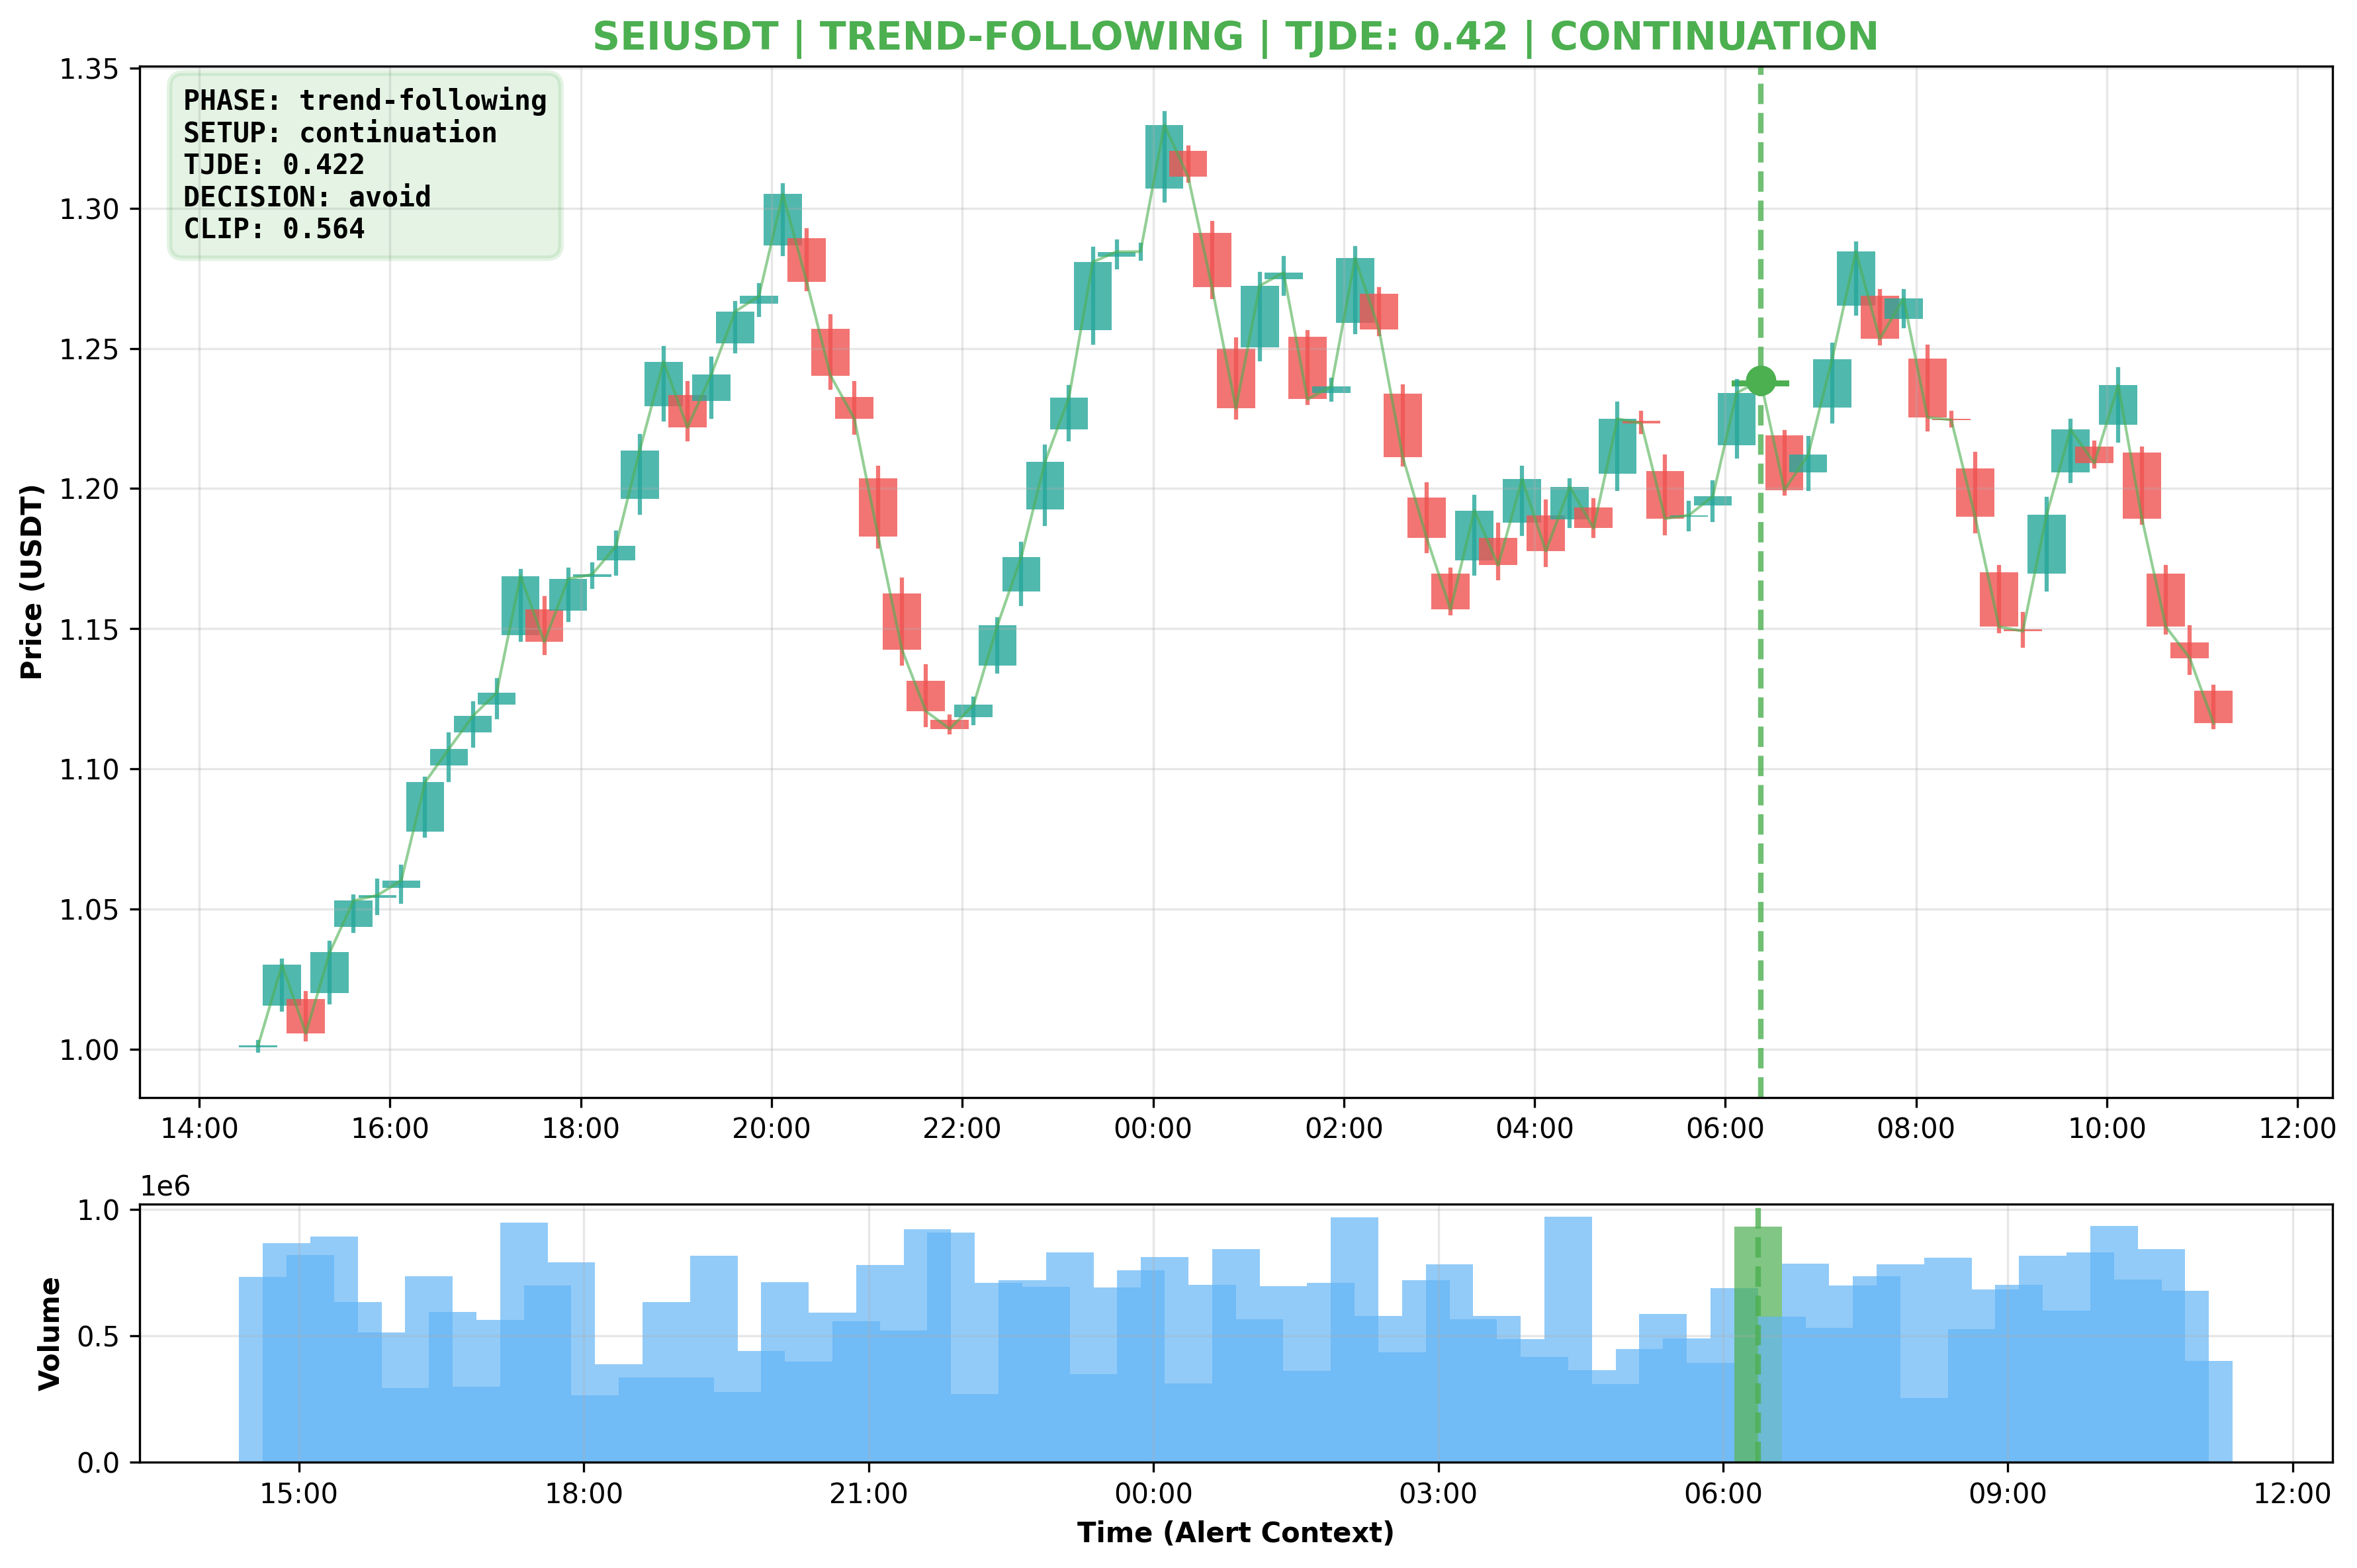 SEIUSDT | TREND-FOLLOWING | TJDE: 0.42 | CONTINUATION
PHASE: trend-following
SETUP: continuation
TJDE: 0.422
DECISION: avoid
CLIP: 0.564
Price (USDT)
1.35
1.30
1.25
1.20
1.15
1.10
1.05
1.00
14:00 16:00 18:00 20:00 22:00 00:00 02:00 04:00 06:00 08:00 10:00 12:00
1e6
Volume
1.0
0.5
0.0
15:00 18:00 21:00 00:00 03:00 06:00 09:00 12:00
Time (Alert Context)